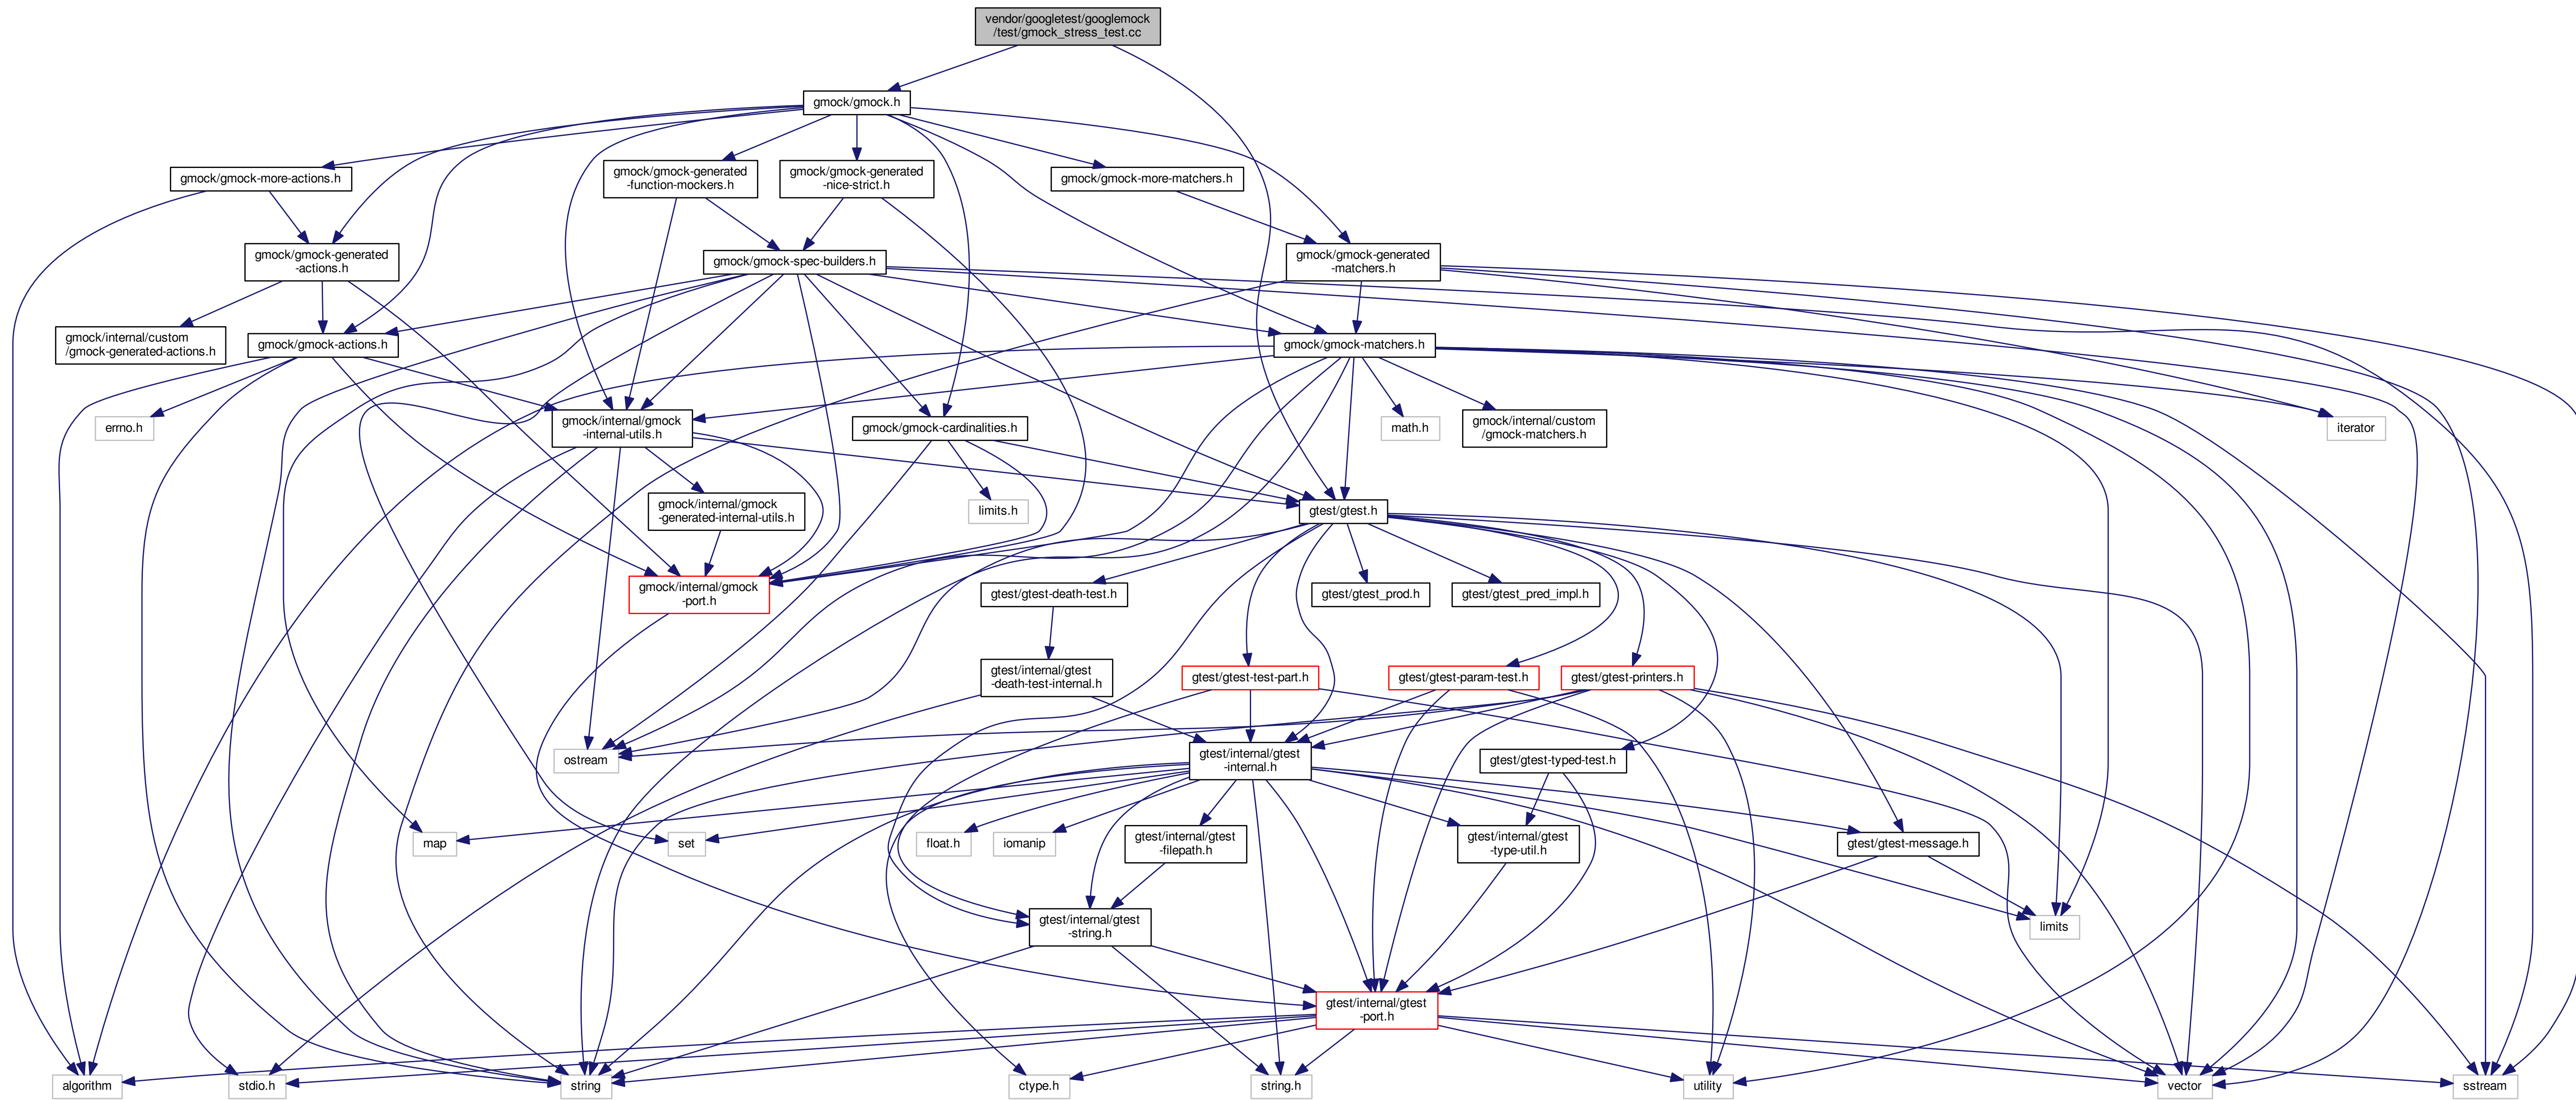 vendor/googletest/googlemock
/test/gmock_stress_test.cc
gmock/gmock.h
gmock/gmock-more-actions.h
gmock/gmock-generated
-function-mockers.h
gmock/gmock-generated
-nice-strict.h
gmock/gmock-more-matchers.h
gmock/gmock-generated
-actions.h
gmock/gmock-spec-builders.h
gmock/gmock-generated
-matchers.h
gmock/internal/custom
/gmock-generated-actions.h
gmock/gmock-actions.h
gmock/gmock-matchers.h
errno.h
gmock/internal/gmock
-internal-utils.h
gmock/gmock-cardinalities.h
math.h
gmock/internal/custom
/gmock-matchers.h
iterator
gmock/internal/gmock
-generated-internal-utils.h
limits.h
gtest/gtest.h
gmock/internal/gmock
-port.h
gtest/gtest-death-test.h
gtest/gtest_prod.h
gtest/gtest_pred_impl.h
gtest/internal/gtest
-death-test-internal.h
gtest/gtest-test-part.h
gtest/gtest-param-test.h
gtest/gtest-printers.h
ostream
gtest/internal/gtest
-internal.h
gtest/gtest-typed-test.h
map
set
float.h
iomanip
gtest/internal/gtest
-filepath.h
gtest/internal/gtest
-type-util.h
gtest/gtest-message.h
gtest/internal/gtest
-string.h
limits
gtest/internal/gtest
-port.h
algorithm
stdio.h
string
ctype.h
string.h
utility
vector
sstream